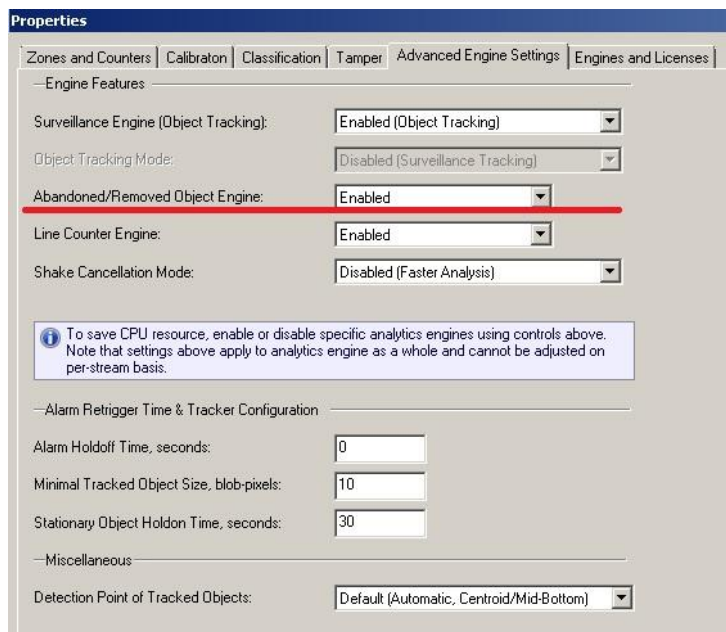 Properties
Zones and Counters Calibraton Classification Tamper Advanced Engine Settings Engines and Licenses
Engine Features
Surveillance Engine (Object Tracking): Enabled (Object Tracking)
Object Tracking Mode: Disabled (Surveillance Tracking)
Abandoned/Removed Object Engine: Enabled
Line Counter Engine: Enabled
Shake Cancellation Mode: Disabled (Faster Analysis)
To save CPU resource, enable or disable specific analytics engines using controls above.
Note that settings above apply to analytics engine as a whole and cannot be adjusted on
per-stream basis.
Alarm Retrigger Time & Tracker Configuration
Alarm Holdoff Time, seconds: 0
Minimal Tracked Object Size, blob-pixels: 10
Stationary Object Holdon Time, seconds: 30
Miscellaneous
Detection Point of Tracked Objects: Default (Automatic, Centroid/Mid-Bottom)